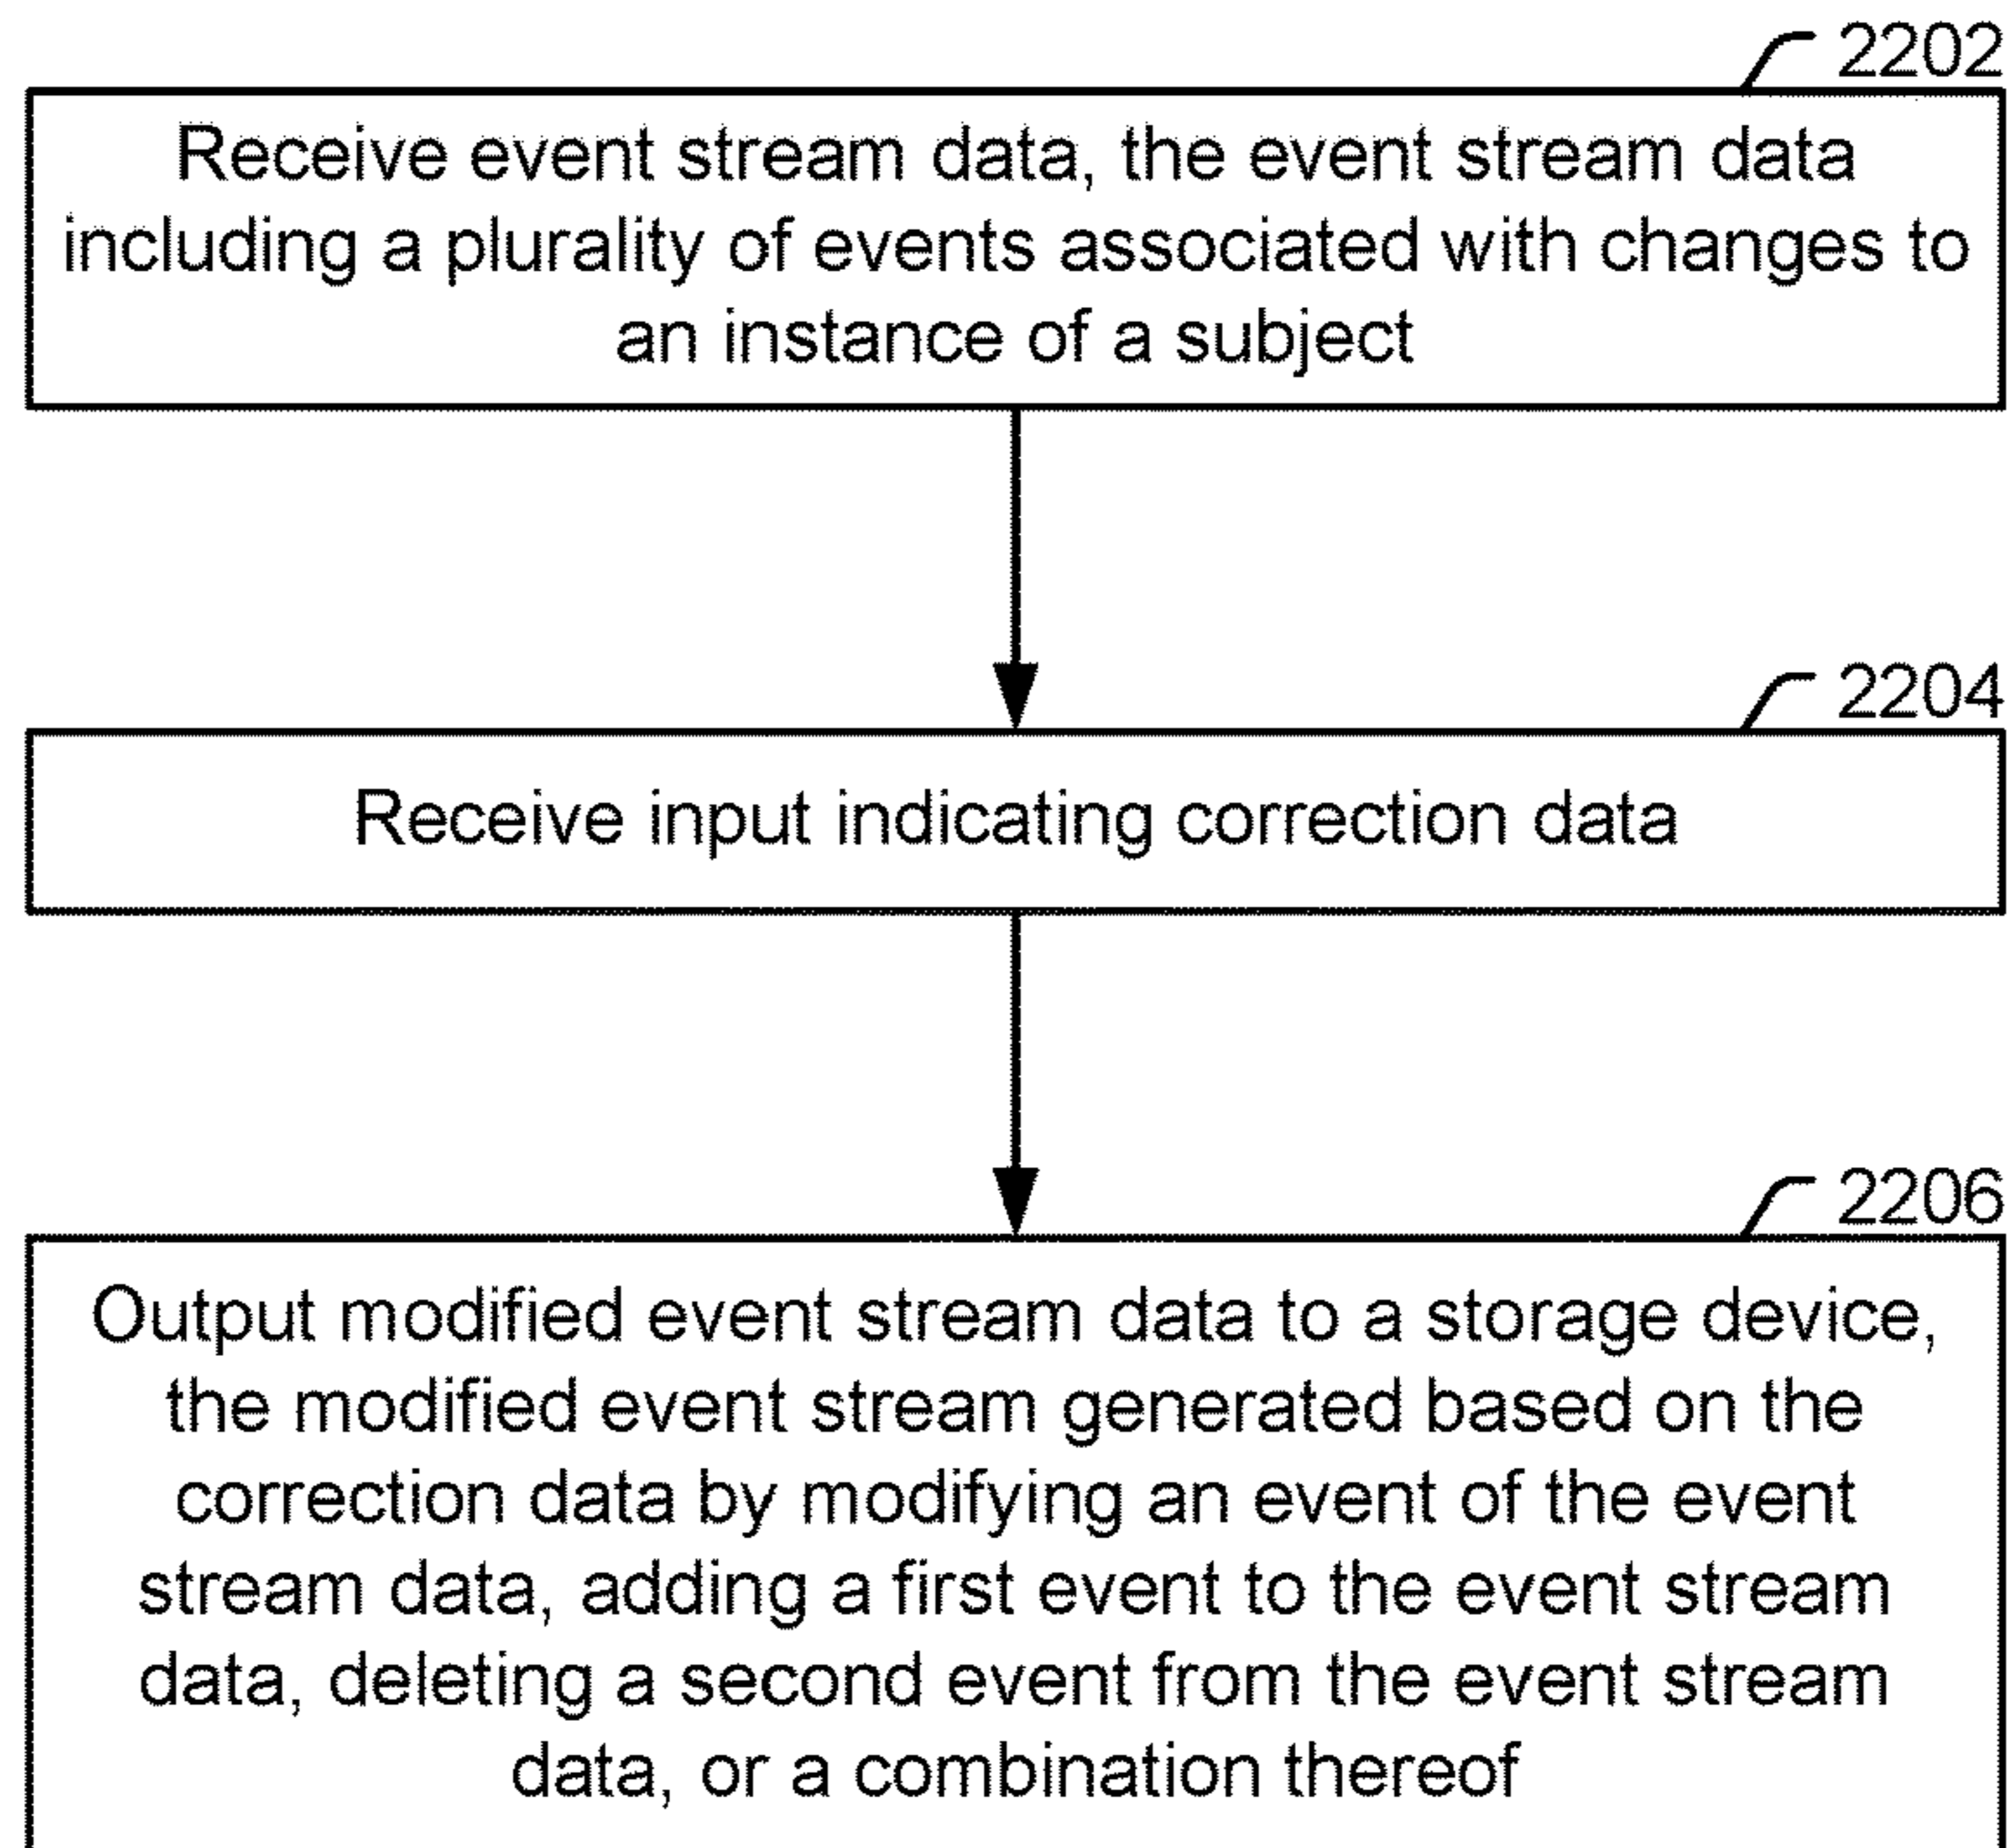 2202
Receive event stream data, the event stream data
including a plurality of events associated with changes to
an instance of a subject
2204
Receive input indicating correction data
2206
Output modified event stream data to a storage device,
the modified event stream generated based on the
correction data by modifying an event of the event
stream data, adding a first event to the event stream
data, deleting a second event from the event stream
data, or a combination thereof